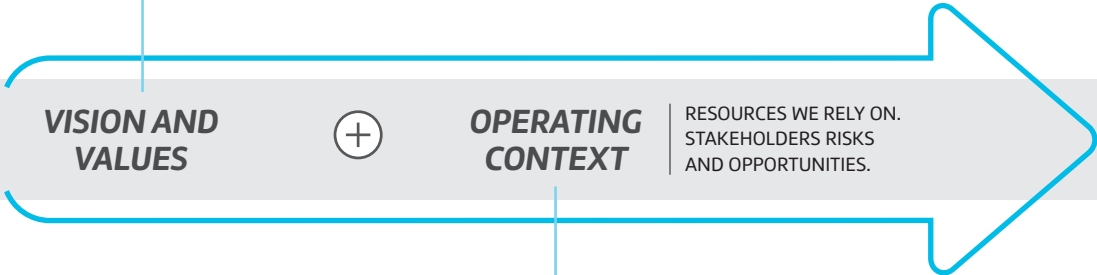 VISION AND
VALUES
+
OPERATING
CONTEXT
RESOURCES WE RELY ON.
STAKEHOLDERS RISKS
AND OPPORTUNITIES.